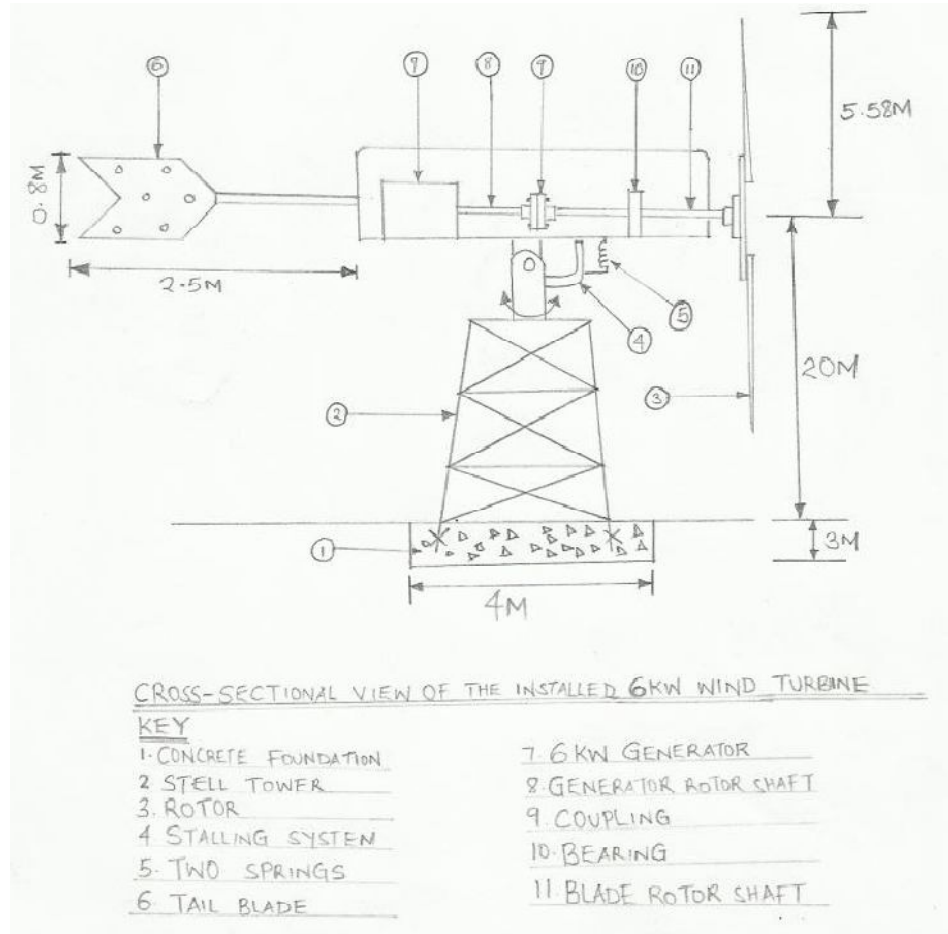 6
7
8
9
10
11
5.58M
0.8M
2.5M
5
4
20M
3
2
1
3M
4M
CROSS-SECTIONAL VIEW OF THE INSTALLED 6KW WIND TURBINE
KEY
1. CONCRETE FOUNDATION
2 STELL TOWER
3. ROTOR
4 STALLING SYSTEM
5. TWO SPRINGS
6 TAIL BLADE
7. 6 KW GENERATOR
8. GENERATOR ROTOR SHAFT
9. COUPLING
10. BEARING
11. BLADE ROTOR SHAFT